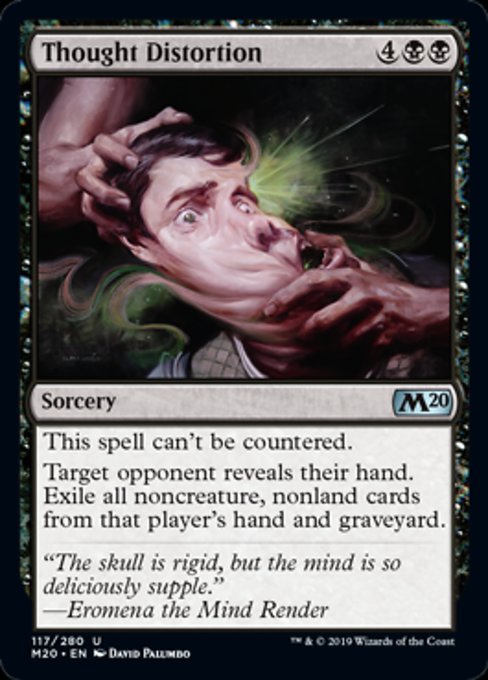 Thought Distortion 4
Sorcery M20
This spell can't be countered.
Target opponent reveals their hand.
Exile all noncreature, nonland cards
from that player's hand and graveyard.
“The skull is rigid, but the mind is so
deliciously supple.”
—Eromena the Mind Render
117/280 U
M20 • EN David Palumbo
™ & © 2019 Wizards of the Coast